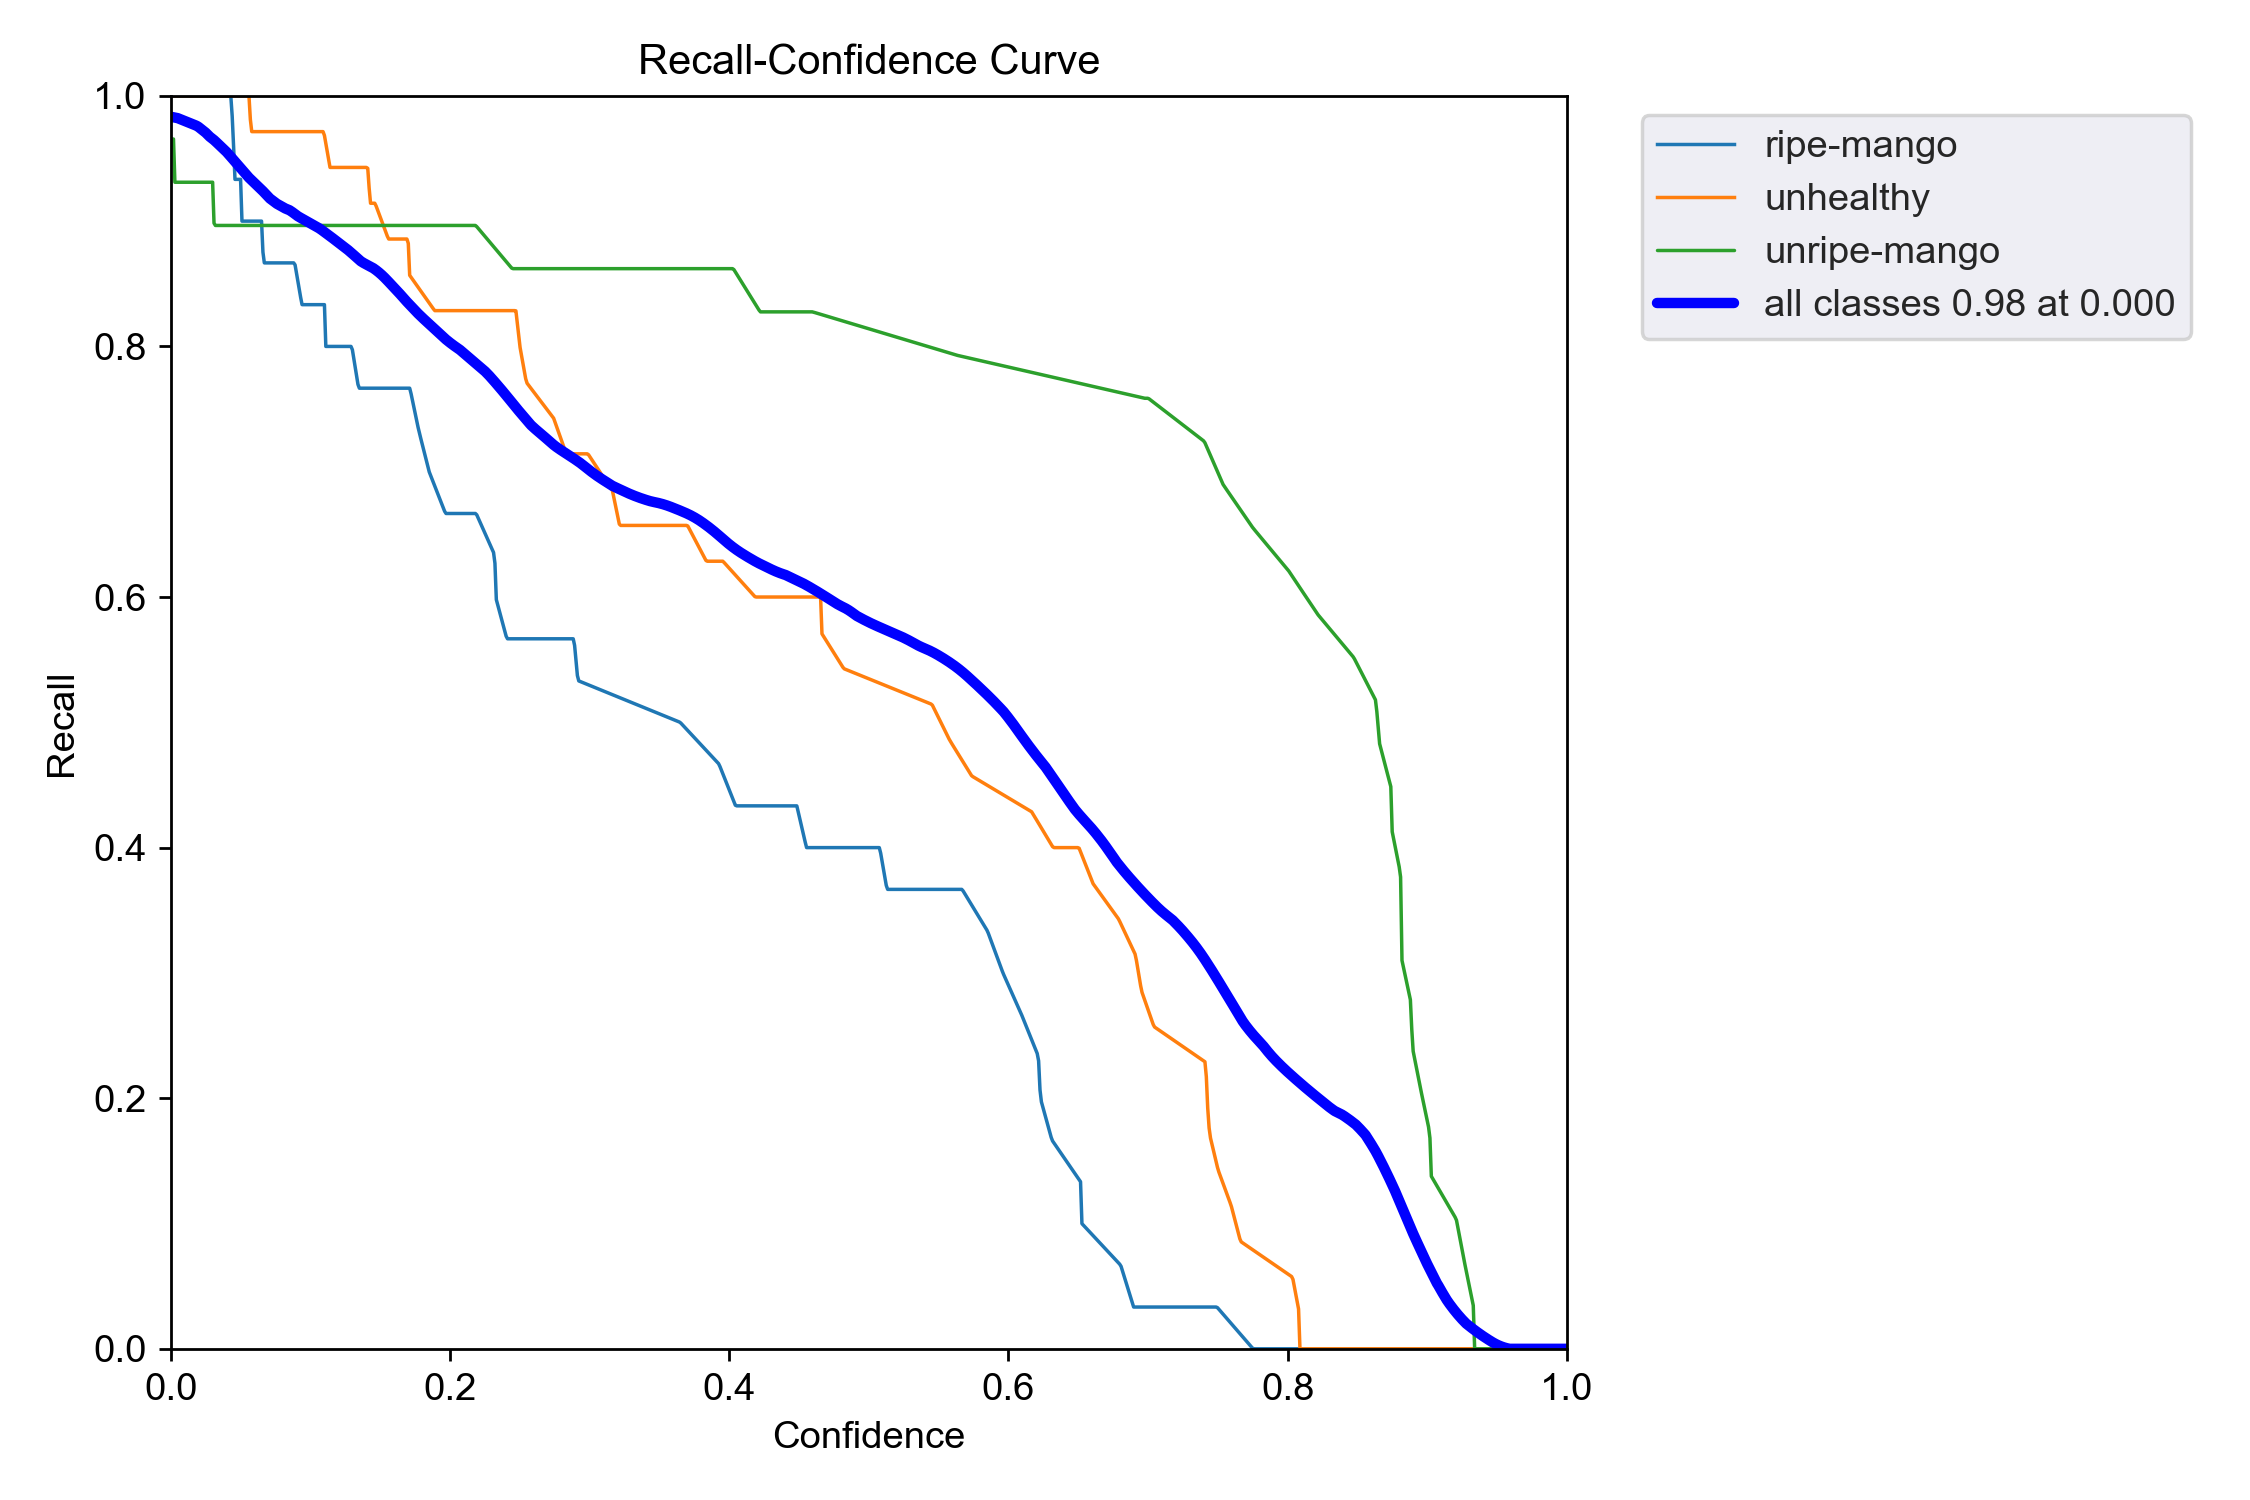 Recall-Confidence Curve
1.0
0.8
0.6
0.4
0.2
0.0
Recall
0.0 0.2 0.4 0.6 0.8 1.0
Confidence
ripe-mango
unhealthy
unripe-mango
all classes 0.98 at 0.000